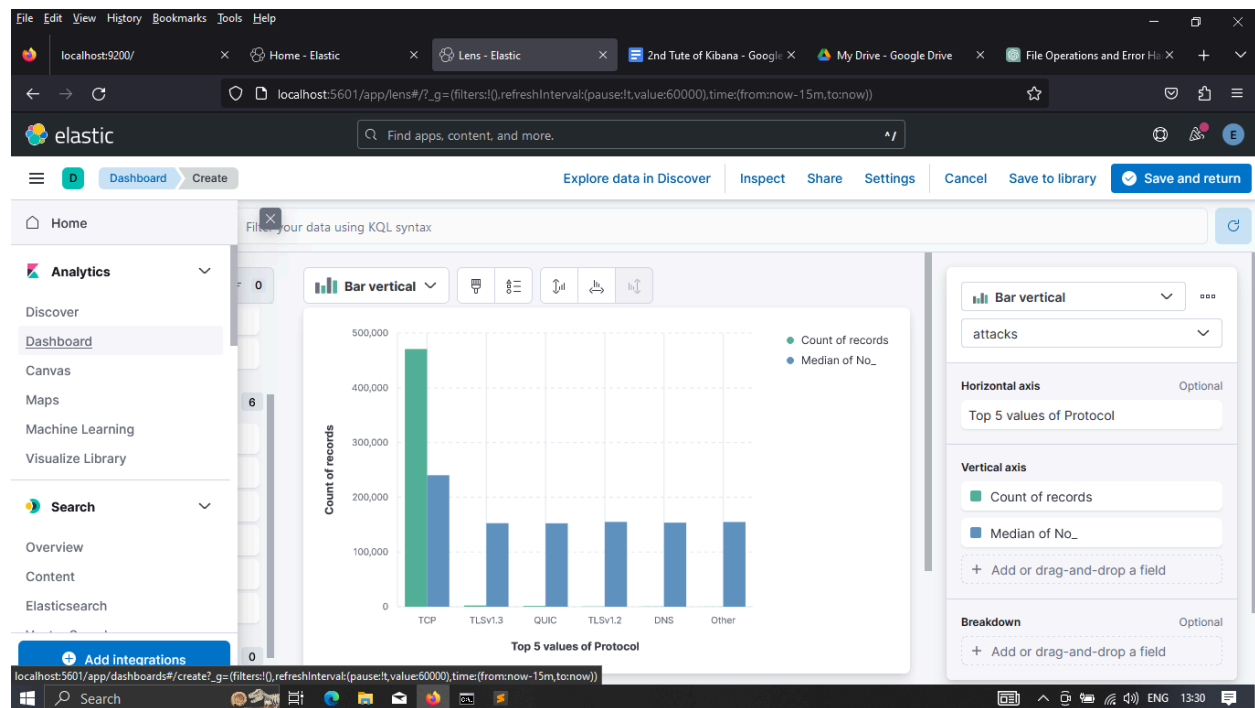 File Edit View History Bookmarks Tools Help
localhost:9200/
Home - Elastic
Lens - Elastic
2nd Tute of Kibana - Google
My Drive - Google Drive
File Operations and Error Ha
localhost:5601/app/lens#/?_g=(filters:!(),refreshInterval:(pause:!t,value:60000),time:(from:now-15m,to:now))
elastic
Find apps, content, and more.
^/
E
D
Dashboard
Create
Explore data in Discover
Inspect
Share
Settings
Cancel
Save to library
Save and return
Home
Filter your data using KQL syntax
Analytics
Discover
Dashboard
Canvas
Maps
Machine Learning
Visualize Library
Search
Overview
Content
Elasticsearch
Add integrations
0
6
0
Bar vertical
500,000
400,000
300,000
200,000
100,000
0
Count of records
TCP TLSv1.3 QUIC TLSv1.2 DNS Other
Top 5 values of Protocol
Count of records
Median of No_
Bar vertical
attacks
Horizontal axis
Optional
Top 5 values of Protocol
Vertical axis
Count of records
Median of No_
+ Add or drag-and-drop a field
Breakdown
Optional
+ Add or drag-and-drop a field
localhost:5601/app/dashboards#/create?_g=(filters:!(),refreshInterval:(pause:!t,value:60000),time:(from:now-15m,to:now))
Search
ENG
13:30